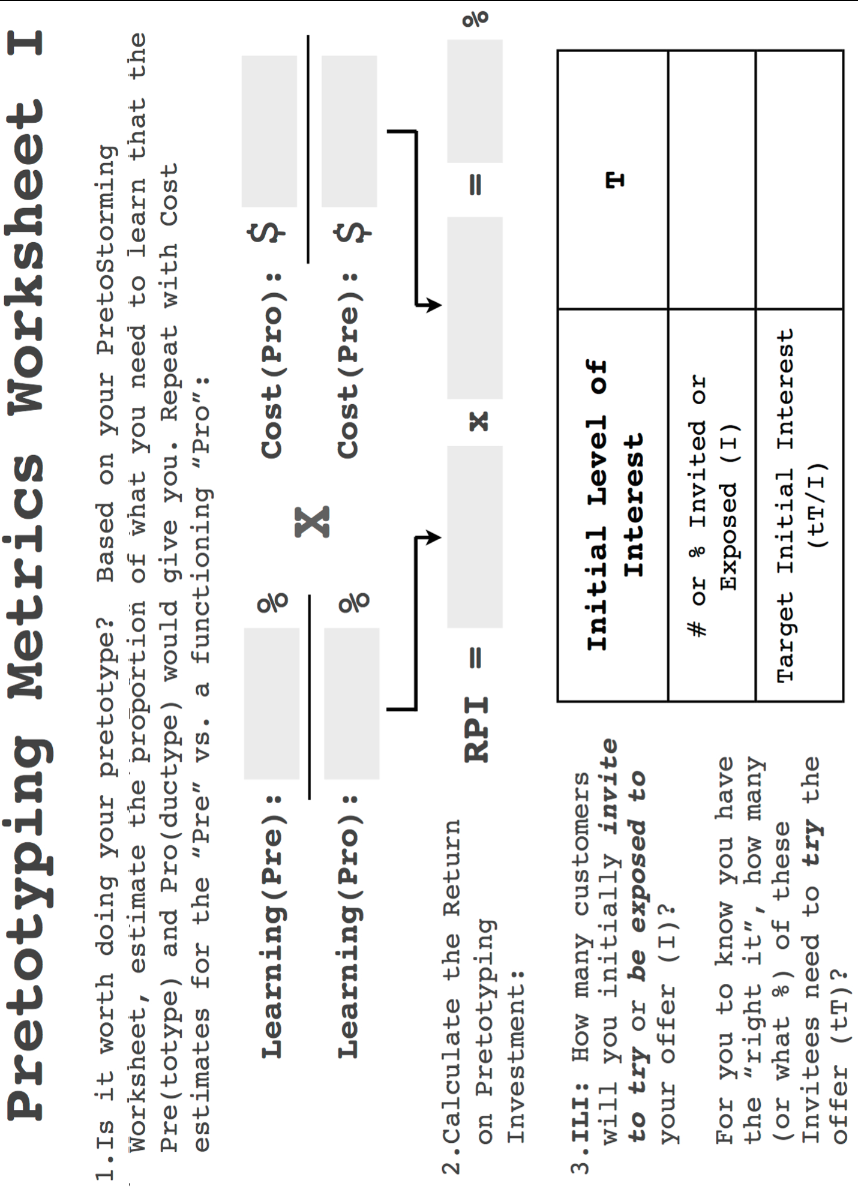 Pretotyping Metrics Worksheet I
1.Is it worth doing your pretotype? Based on your PretoStorming
Worksheet, estimate the proportion of what you need to learn that the
Pre(totype) and Pro(ductype) would give you. Repeat with Cost
estimates for the "Pre" vs. a functioning "Pro":
Learning(Pre): %
Learning(Pro): %
X
Cost(Pro): $
Cost(Pre): $
2.Calculate the Return
on Pretotyping
Investment:
RPI = x = %
3.ILI: How many customers
will you initially invite
to try or be exposed to
your offer (I)?
For you to know you have
the "right it", how many
(or what %) of these
Invitees need to try the
offer (tT)?
Initial Level of
Interest
T
# or % Invited or
Exposed (I)
Target Initial Interest
(tT/I)